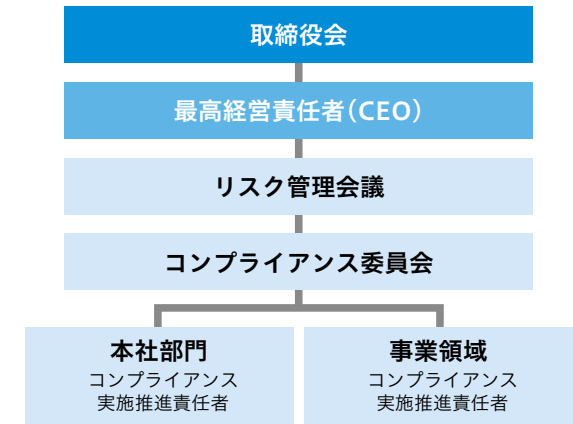 取締役会
最高経営責任者（CEO）
リスク管理会議
コンプライアンス委員会
本社部門
コンプライアンス
実施推進責任者
事業領域
コンプライアンス
実施推進責任者